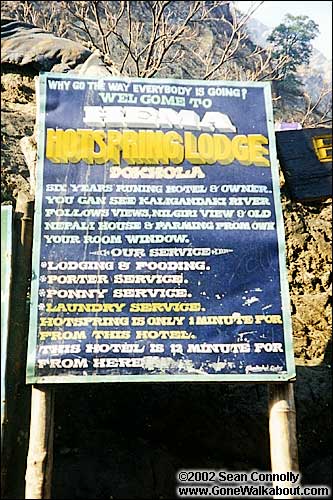 WHY GO THE WAY EVERYBODY IS GOING?
WELCOME TO
HEMA
HOTSPRING LODGE
DOKHOLA
SIX YEARS RUNING HOTEL & OWNER.
YOU CAN SEE KALIGANDAKI RIVER
FOLLOWS VIEWS, NILGIRI VIEW & OLD
NEPALI HOUSE & FARMING FROM OWN
YOUR ROOM WINDOW.
OUR SERVICE
*LODGING & FOODING.
*PORTER SERVICE.
*PONNY SERVICE.
*LAUNDRY SERVICE.
HOTSPRING IS ONLY 1 MINUTE FOR
FROM THIS HOTEL.
THIS HOTEL IS 13 MINUTE FOR
FROM HERE
©2002 Sean Connolly
www.GoneWalkabout.com